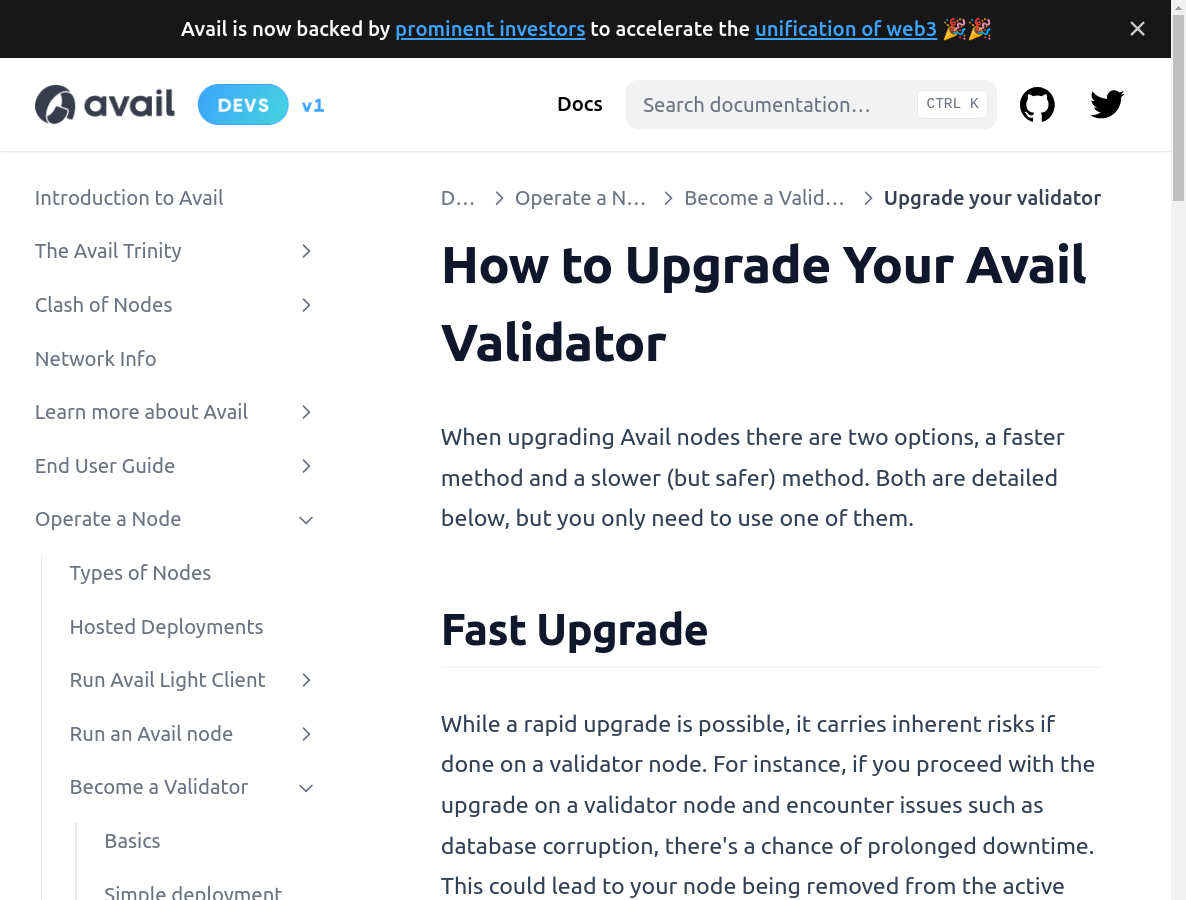 Avail is now backed by prominent investors to accelerate the unification of web3 🎉🎉
avail DEVS v1
Docs
Search documentation…
CTRL K
Introduction to Avail
The Avail Trinity
Clash of Nodes
Network Info
Learn more about Avail
End User Guide
Operate a Node
Types of Nodes
Hosted Deployments
Run Avail Light Client
Run an Avail node
Become a Validator
Basics
Simple deployment
D… > Operate a N… > Become a Valid… > Upgrade your validator
How to Upgrade Your Avail
Validator
When upgrading Avail nodes there are two options, a faster
method and a slower (but safer) method. Both are detailed
below, but you only need to use one of them.
Fast Upgrade
While a rapid upgrade is possible, it carries inherent risks if
done on a validator node. For instance, if you proceed with the
upgrade on a validator node and encounter issues such as
database corruption, there's a chance of prolonged downtime.
This could lead to your node being removed from the active